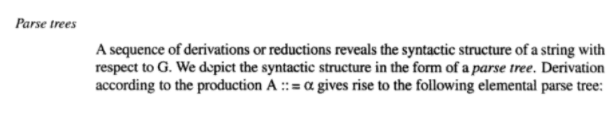 Parse trees
A sequence of derivations or reductions reveals the syntactic structure of a string with
respect to G. We depict the syntactic structure in the form of a parse tree. Derivation
according to the production A :: = α gives rise to the following elemental parse tree: